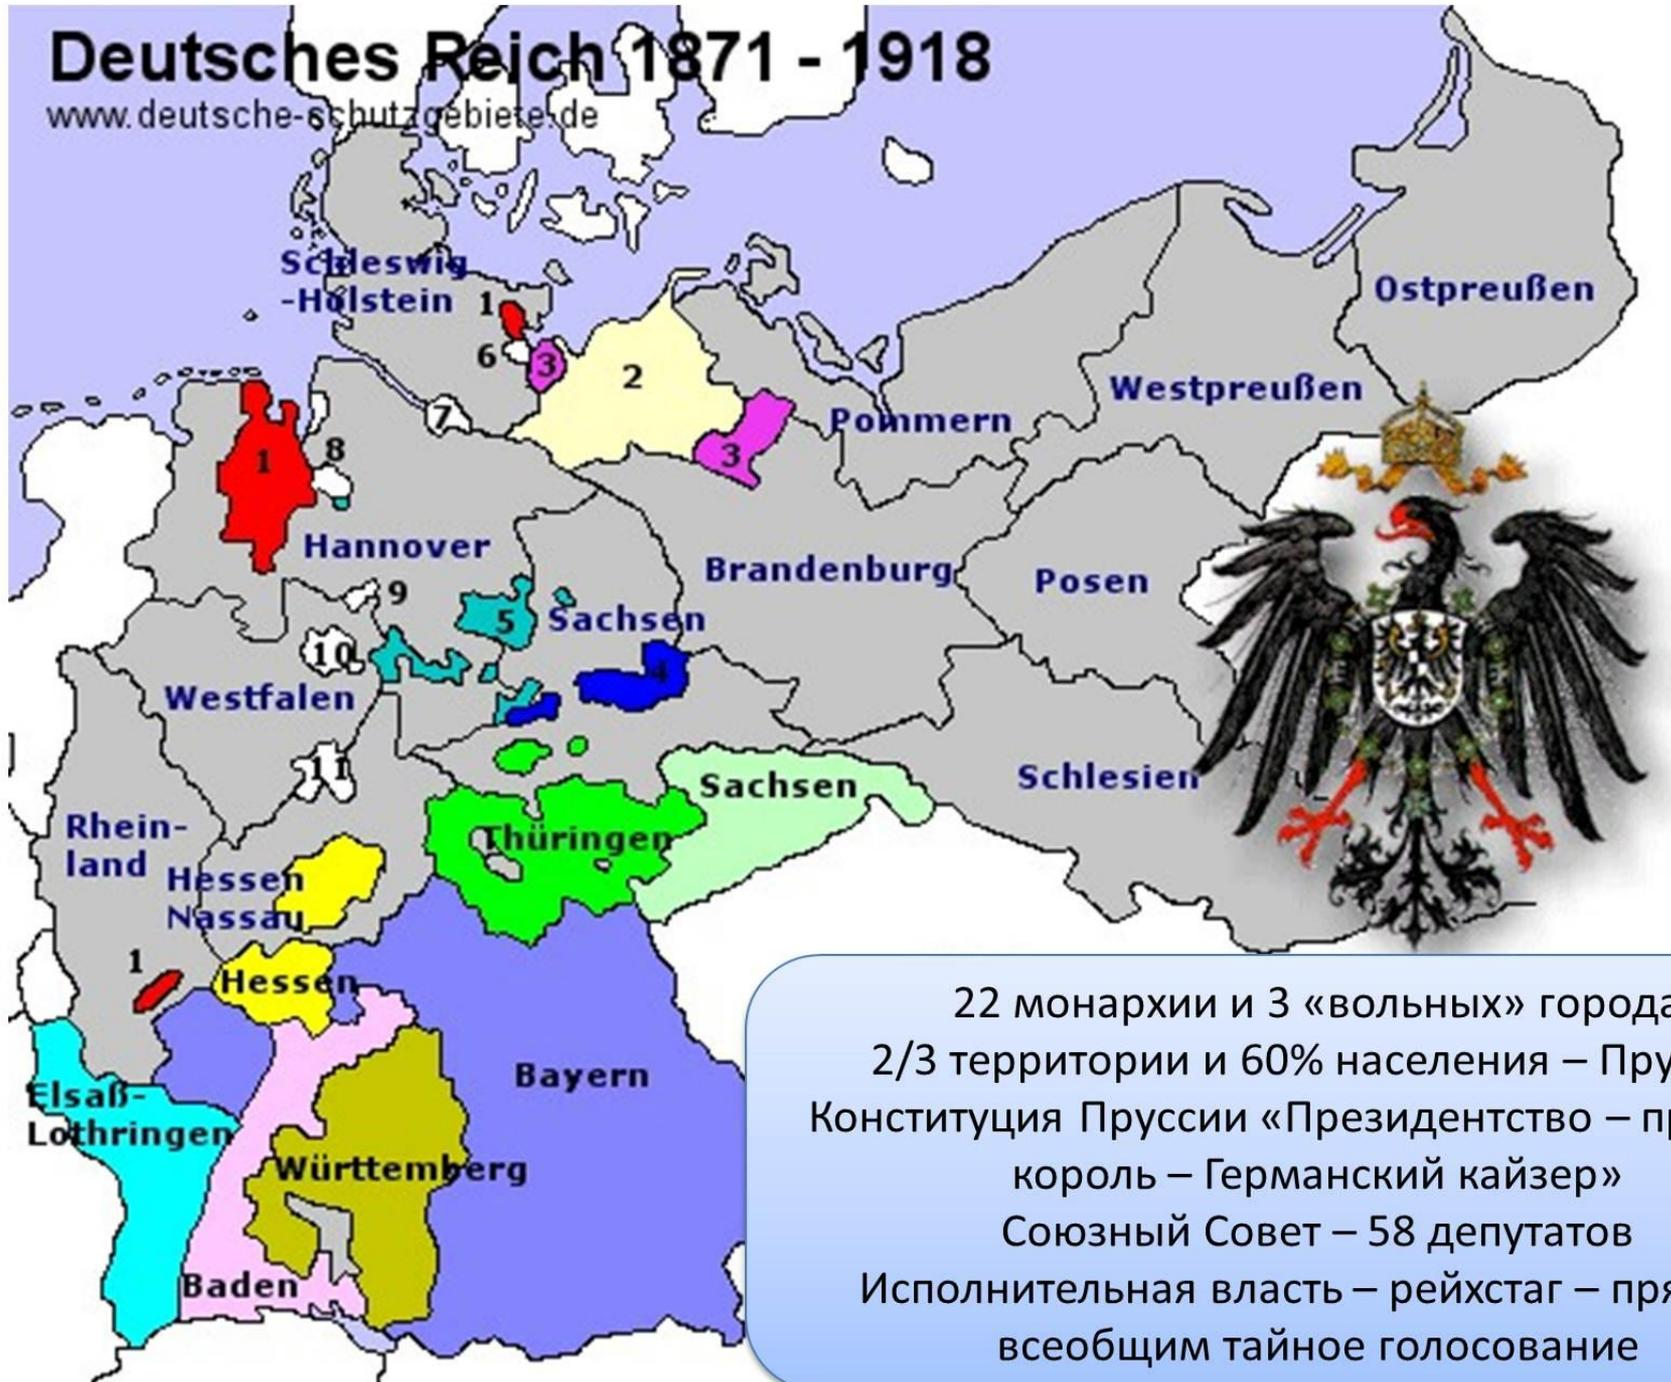 Deutsches Reich 1871 - 1918
www.deutsche-schutzgebiete.de
Schleswig
-Holstein
1
6
3
2
Ostpreußen
Westpreußen
Pommern
7
1
8
3
Hannover
Brandenburg
Posen
9
5
Sachsen
10
4
Westfalen
11
Sachsen
Schlesien
Rhein-
land
Thüringen
Hessen
Nassau
1
Hessen
Bayern
Elsaß-
Lothringen
Württemberg
Baden
22 монархии и 3 «вольных» города
2/3 территории и 60% населения –
Конституция Пруссии «Президентство –
король – Германский кайзер»
Союзный Совет – 58 депутатов
Исполнительная власть – рейхстаг –
всеобщим тайное голосование